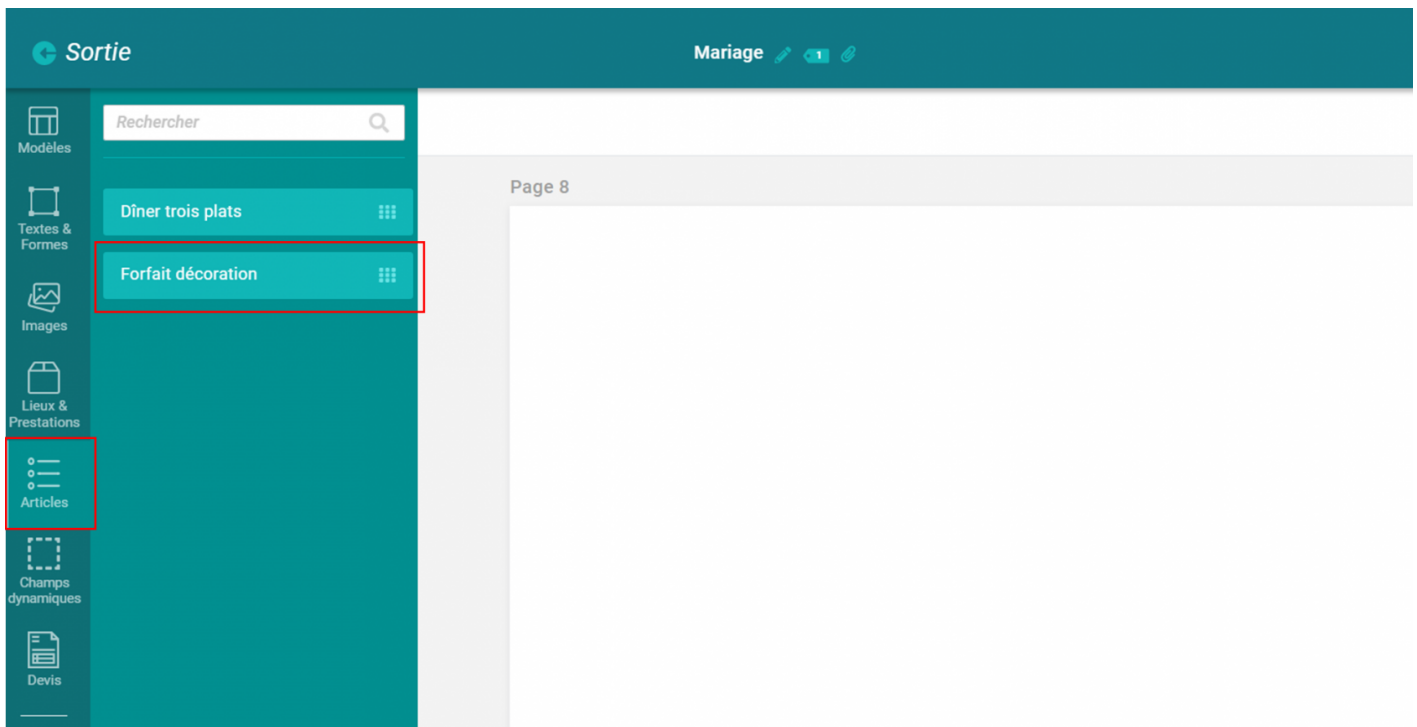 Sortie
Mariage
1
Modèles
Rechercher
Textes &
Formes
Dîner trois plats
Forfait décoration
Page 8
Images
Lieux &
Prestations
Articles
Champs
dynamiques
Devis